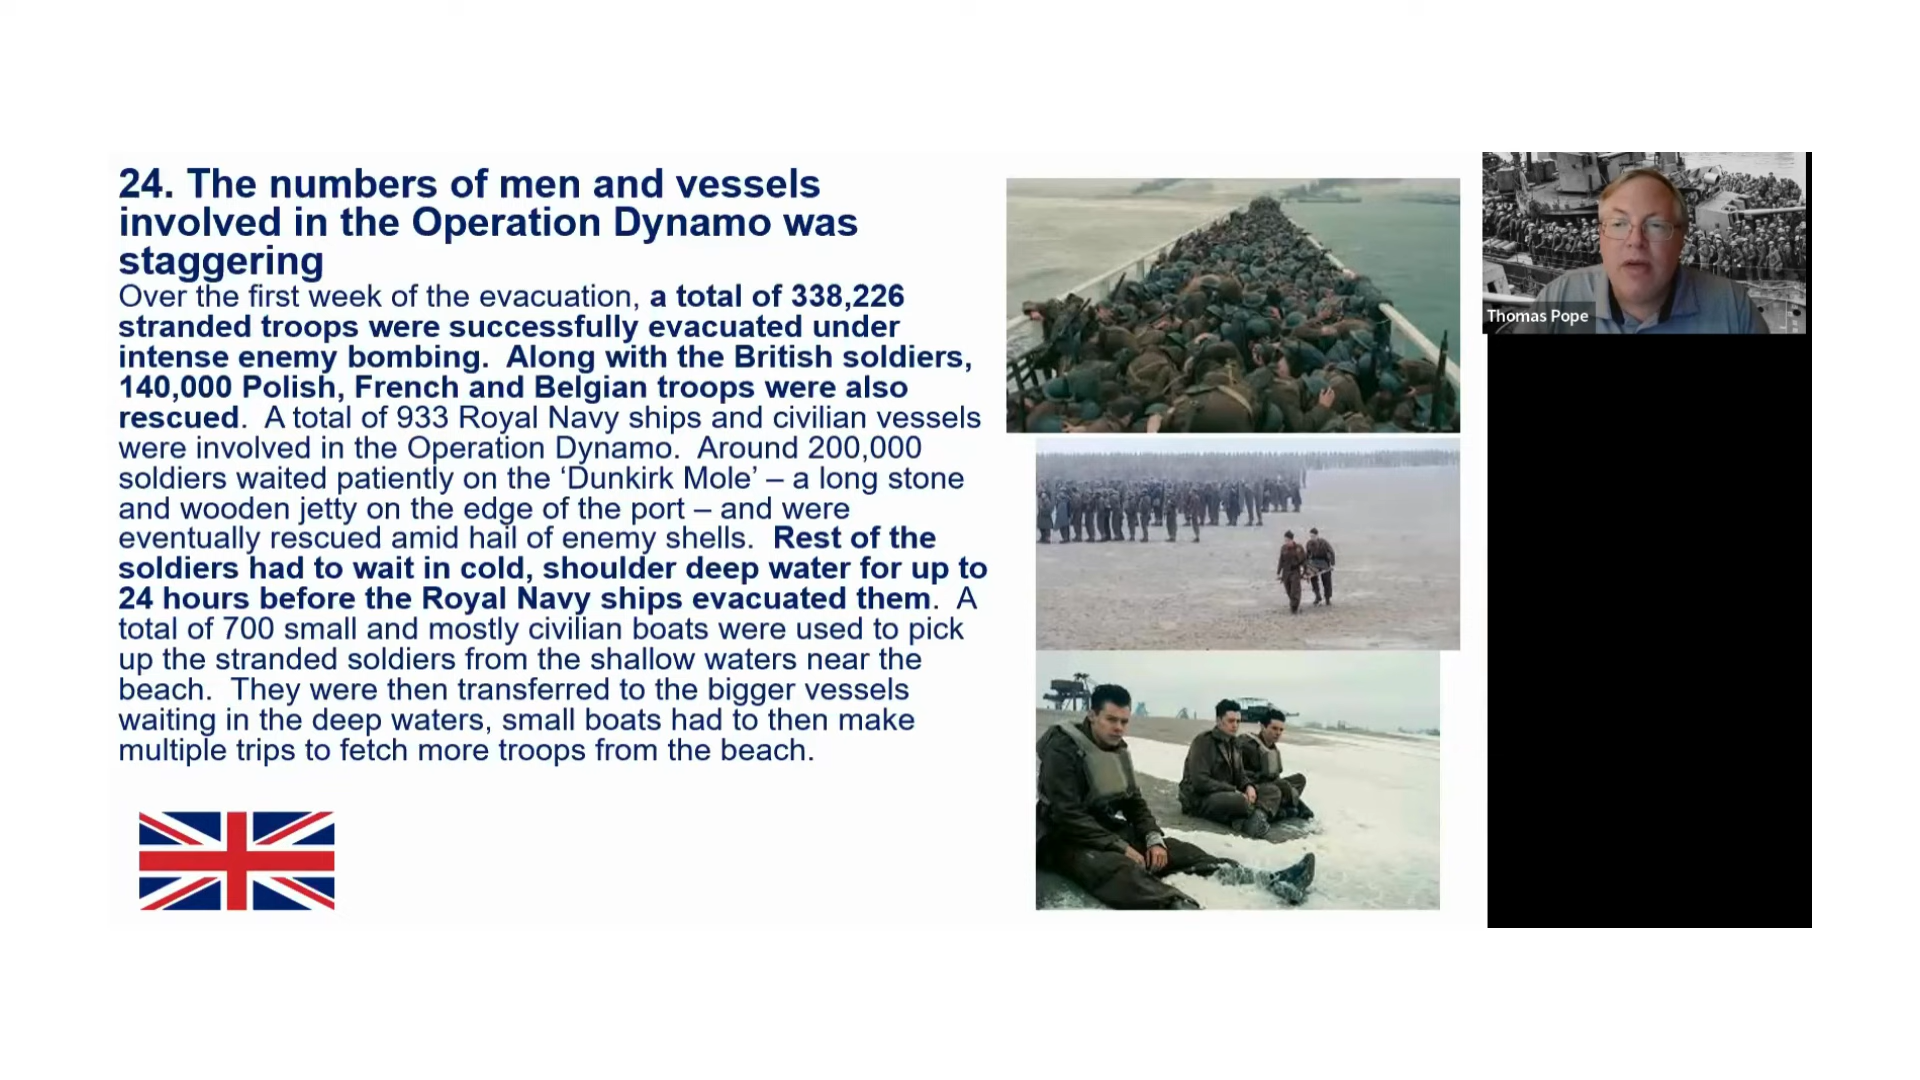 24. The numbers of men and vessels
involved in the Operation Dynamo was
staggering
Over the first week of the evacuation, a total of 338,226
stranded troops were successfully evacuated under
intense enemy bombing.  Along with the British soldiers,
140,000 Polish, French and Belgian troops were also
rescued.  A total of 933 Royal Navy ships and civilian vessels
were involved in the Operation Dynamo.  Around 200,000
soldiers waited patiently on the ‘Dunkirk Mole’ – a long stone
and wooden jetty on the edge of the port – and were
eventually rescued amid hail of enemy shells.  Rest of the
soldiers had to wait in cold, shoulder deep water for up to
24 hours before the Royal Navy ships evacuated them.  A
total of 700 small and mostly civilian boats were used to pick
up the stranded soldiers from the shallow waters near the
beach.  They were then transferred to the bigger vessels
waiting in the deep waters, small boats had to then make
multiple trips to fetch more troops from the beach.
Thomas Pope